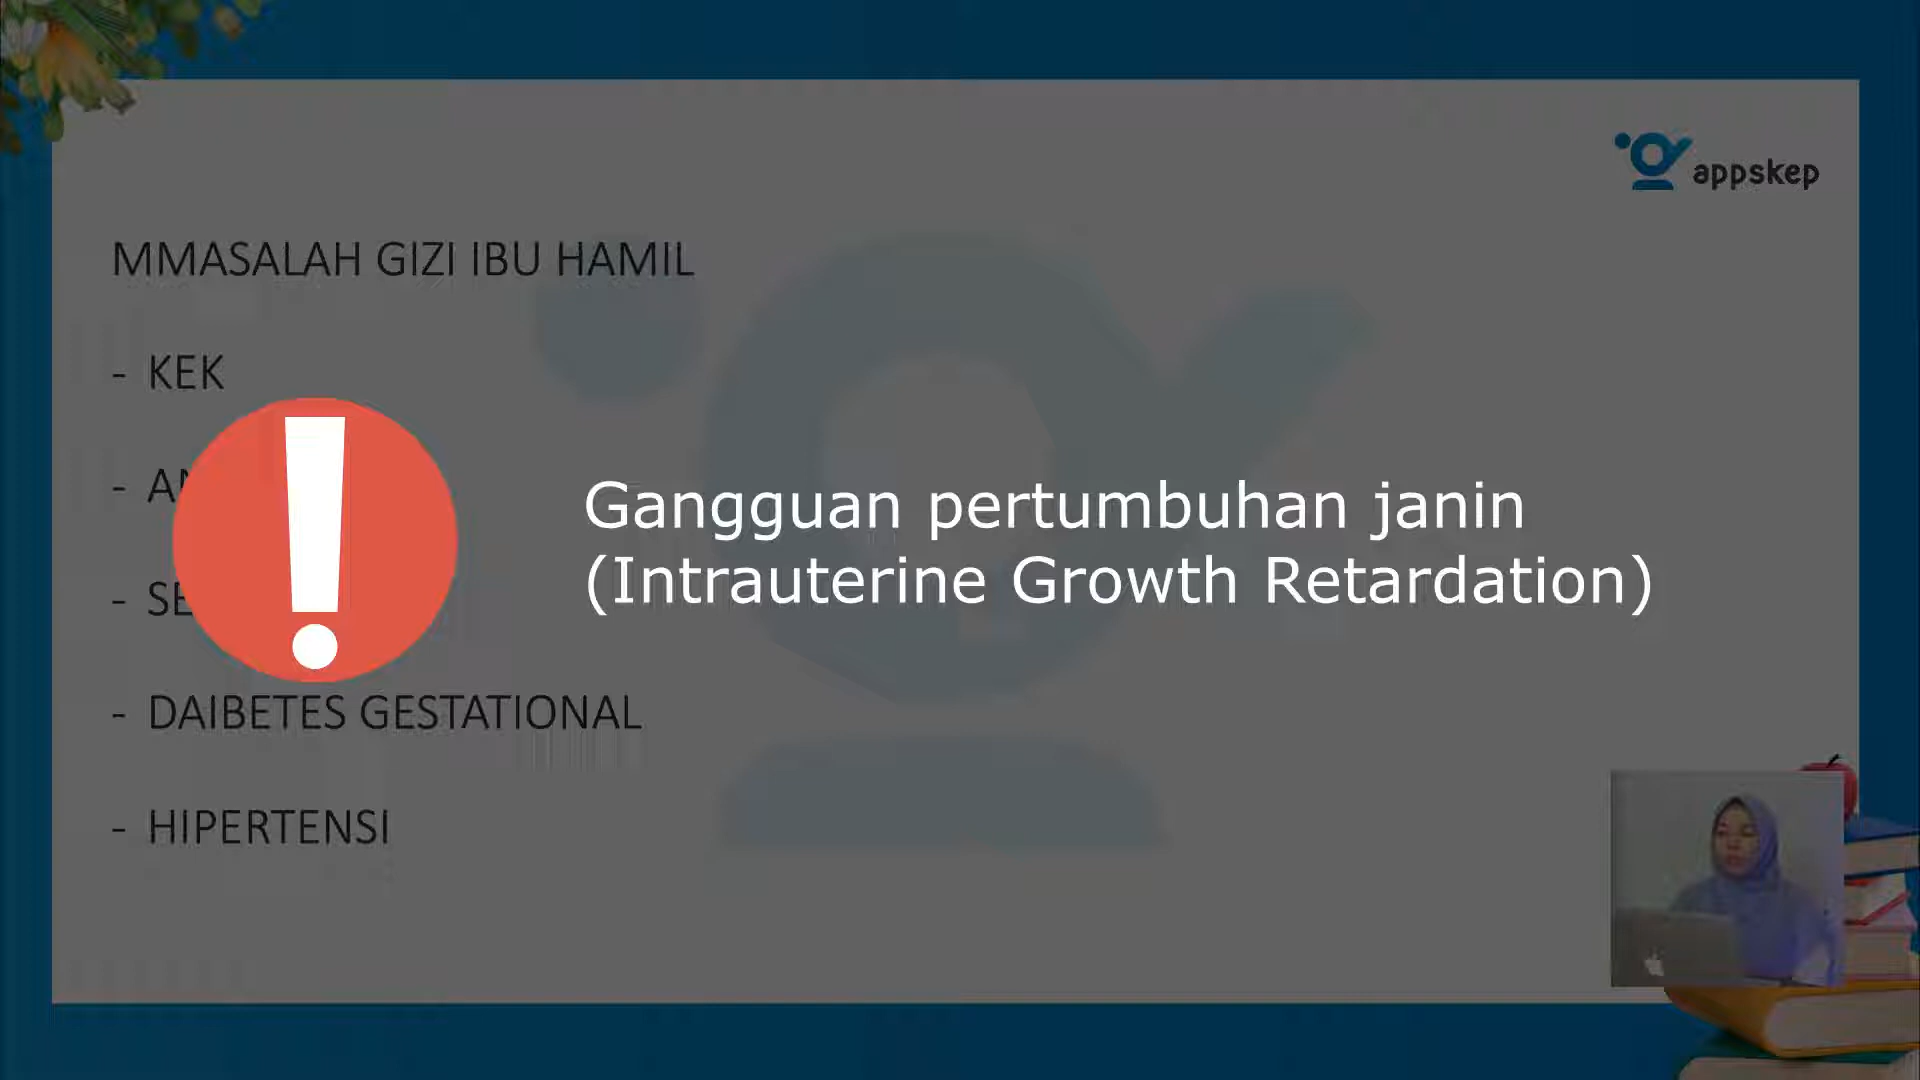 appskep
MMASALAH GIZI IBU HAMIL
- KEK
Gangguan pertumbuhan janin
(Intrauterine Growth Retardation)
- DAIBETES GESTATIONAL
- HIPERTENSI